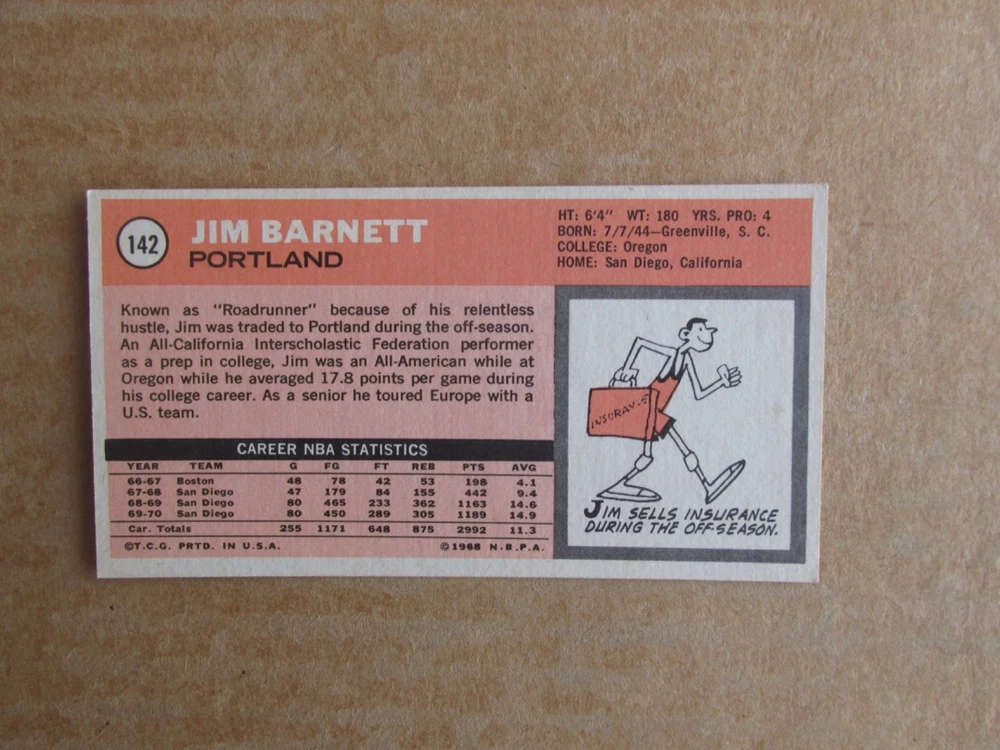 142
JIM BARNETT
PORTLAND
HT: 6'4" WT: 180 YRS. PRO: 4
BORN: 7/7/44—Greenville, S. C.
COLLEGE: Oregon
HOME: San Diego, California
Known as "Roadrunner" because of his relentless
hustle, Jim was traded to Portland during the off-season.
An All-California Interscholastic Federation performer
as a prep in college, Jim was an All-American while at
Oregon while he averaged 17.8 points per game during
his college career. As a senior he toured Europe with a
U.S. team.
CAREER NBA STATISTICS
YEAR TEAM G FG FT REB PTS AVG
66-67 Boston 48 78 42 53 198 4.1
67-68 San Diego 47 179 84 155 442 9.4
68-69 San Diego 80 465 233 362 1163 14.6
69-70 San Diego 80 450 289 305 1189 14.9
Car. Totals 255 1171 648 875 2992 11.3
©T.C.G. PRTD. IN U.S.A. ©1968 N.B.P.A.
INSURANCE
JIM SELLS INSURANCE
DURING THE OFF-SEASON.